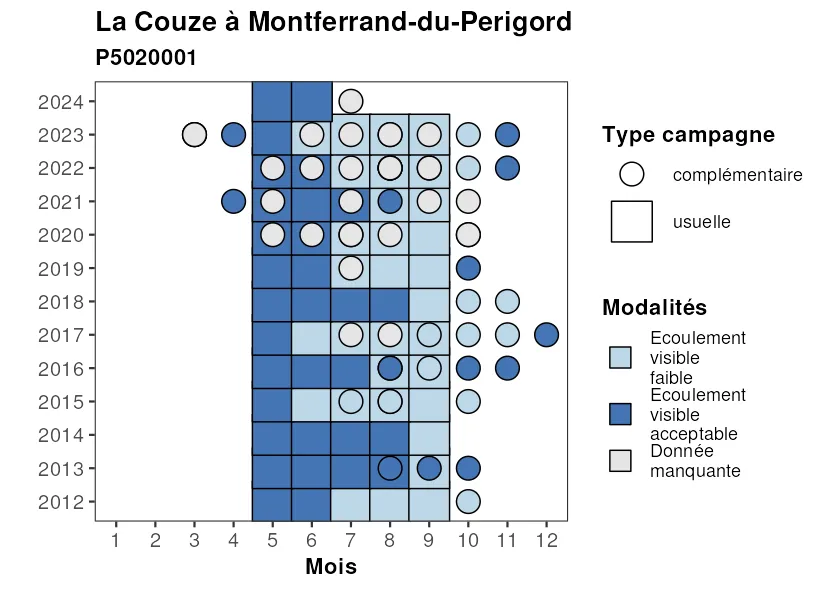 La Couze à Montferrand-du-Perigord
P5020001
2024
2023
2022
2021
2020
2019
2018
2017
2016
2015
2014
2013
2012
1 2 3 4 5 6 7 8 9 10 11 12
Mois
Type campagne
complémentaire
usuelle
Modalités
Ecoulement
visible
faible
Ecoulement
visible
acceptable
Donnée
manquante